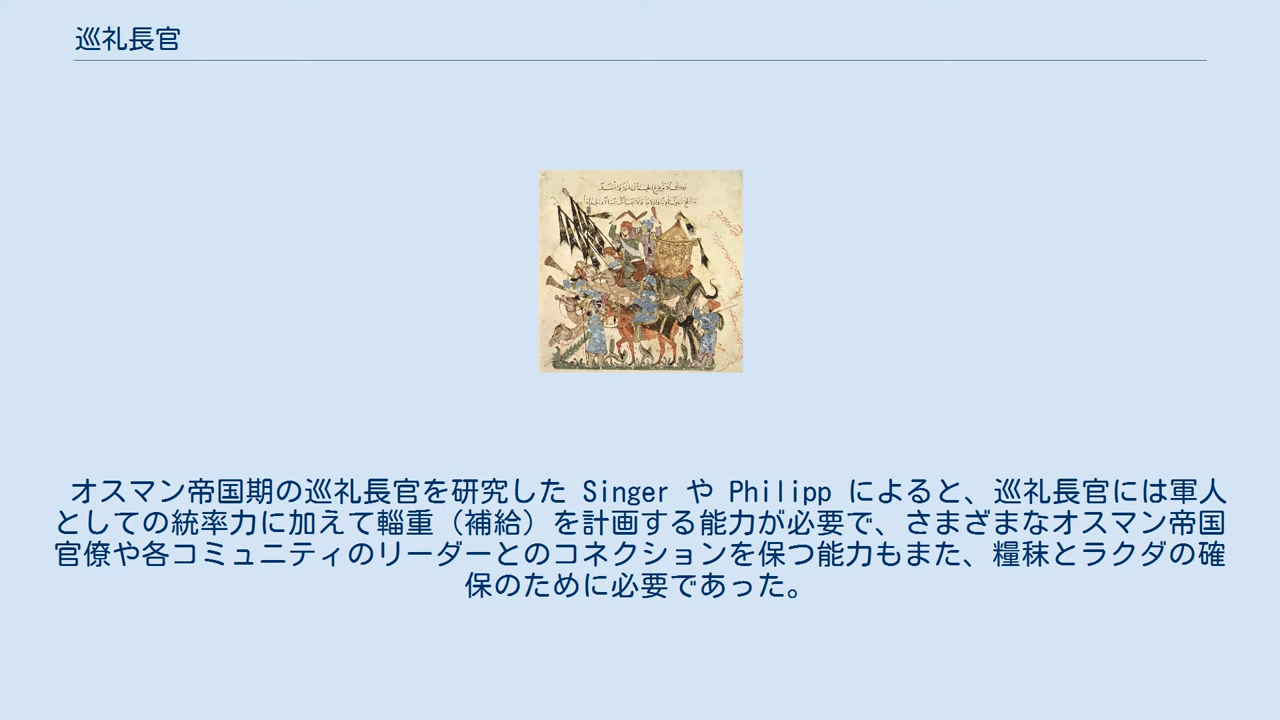 巡礼長官
オスマン帝国期の巡礼長官を研究した Singer や Philipp によると、巡礼長官には軍人
としての統率力に加えて輜重（補給）を計画する能力が必要で、さまざまなオスマン帝国
官僚や各コミュニティのリーダーとのコネクションを保つ能力もまた、糧秣とラクダの確
保のために必要であった。